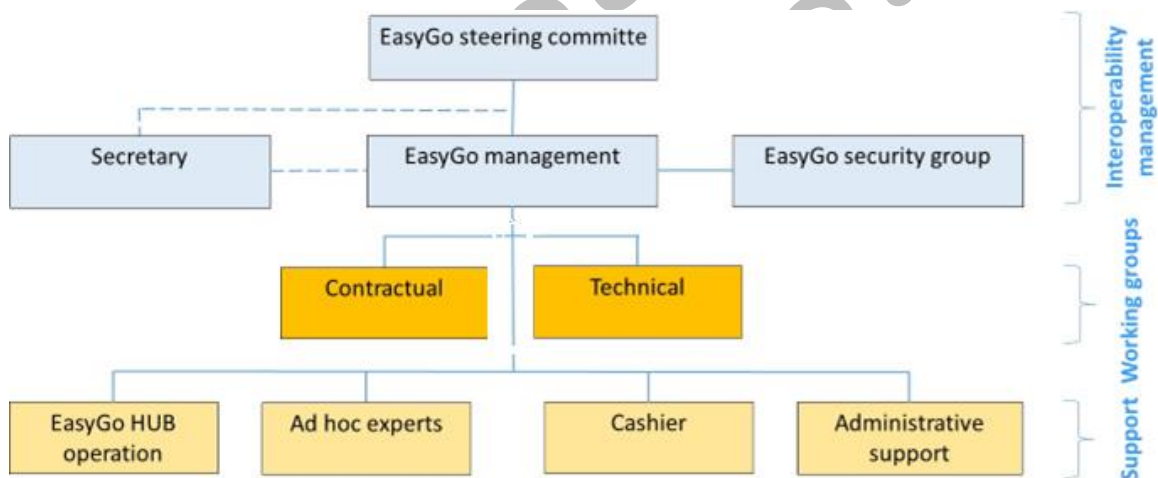 EasyGo steering committe
Interoperability
management
Secretary
EasyGo management
EasyGo security group
Contractual
Technical
Working groups
EasyGo HUB
operation
Ad hoc experts
Cashier
Administrative
support
Support